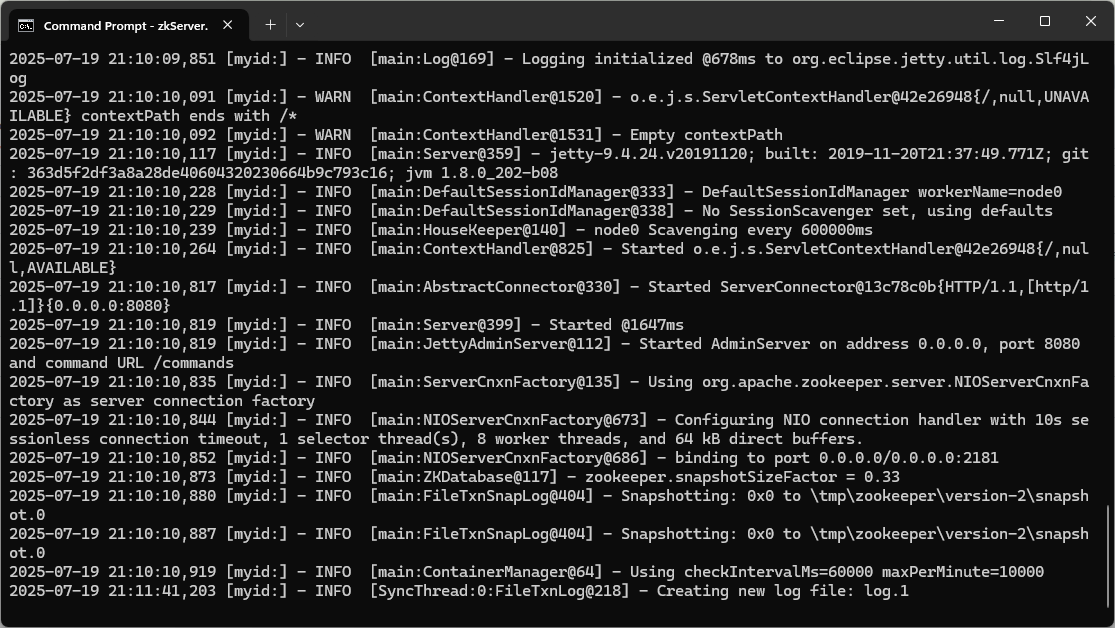 Command Prompt - zkServer.
2025-07-19 21:10:09,851 [myid:] - INFO  [main:Log@169] - Logging initialized @678ms to org.eclipse.jetty.util.log.Slf4jL
og
2025-07-19 21:10:10,091 [myid:] - WARN  [main:ContextHandler@1520] - o.e.j.s.ServletContextHandler@42e26948{/,null,UNAVA
ILABLE} contextPath ends with /*
2025-07-19 21:10:10,092 [myid:] - WARN  [main:ContextHandler@1531] - Empty contextPath
2025-07-19 21:10:10,117 [myid:] - INFO  [main:Server@359] - jetty-9.4.24.v20191120; built: 2019-11-20T21:37:49.771Z; git
: 363d5f2df3a8a28de40604320230664b9c793c16; jvm 1.8.0_202-b08
2025-07-19 21:10:10,228 [myid:] - INFO  [main:DefaultSessionIdManager@333] - DefaultSessionIdManager workerName=node0
2025-07-19 21:10:10,229 [myid:] - INFO  [main:DefaultSessionIdManager@338] - No SessionScavenger set, using defaults
2025-07-19 21:10:10,239 [myid:] - INFO  [main:HouseKeeper@140] - node0 Scavenging every 600000ms
2025-07-19 21:10:10,264 [myid:] - INFO  [main:ContextHandler@825] - Started o.e.j.s.ServletContextHandler@42e26948{/,nul
l,AVAILABLE}
2025-07-19 21:10:10,817 [myid:] - INFO  [main:AbstractConnector@330] - Started ServerConnector@13c78c0b{HTTP/1.1,[http/1
.1]}{0.0.0.0:8080}
2025-07-19 21:10:10,819 [myid:] - INFO  [main:Server@399] - Started @1647ms
2025-07-19 21:10:10,819 [myid:] - INFO  [main:JettyAdminServer@112] - Started AdminServer on address 0.0.0.0, port 8080
and command URL /commands
2025-07-19 21:10:10,835 [myid:] - INFO  [main:ServerCnxnFactory@135] - Using org.apache.zookeeper.server.NIOServerCnxnFa
ctory as server connection factory
2025-07-19 21:10:10,844 [myid:] - INFO  [main:NIOServerCnxnFactory@673] - Configuring NIO connection handler with 10s se
ssionless connection timeout, 1 selector thread(s), 8 worker threads, and 64 kB direct buffers.
2025-07-19 21:10:10,852 [myid:] - INFO  [main:NIOServerCnxnFactory@686] - binding to port 0.0.0.0/0.0.0.0:2181
2025-07-19 21:10:10,873 [myid:] - INFO  [main:ZKDatabase@117] - zookeeper.snapshotSizeFactor = 0.33
2025-07-19 21:10:10,880 [myid:] - INFO  [main:FileTxnSnapLog@404] - Snapshotting: 0x0 to \tmp\zookeeper\version-2\snapsh
ot.0
2025-07-19 21:10:10,887 [myid:] - INFO  [main:FileTxnSnapLog@404] - Snapshotting: 0x0 to \tmp\zookeeper\version-2\snapsh
ot.0
2025-07-19 21:10:10,919 [myid:] - INFO  [main:ContainerManager@64] - Using checkIntervalMs=60000 maxPerMinute=10000
2025-07-19 21:11:41,203 [myid:] - INFO  [SyncThread:0:FileTxnLog@218] - Creating new log file: log.1